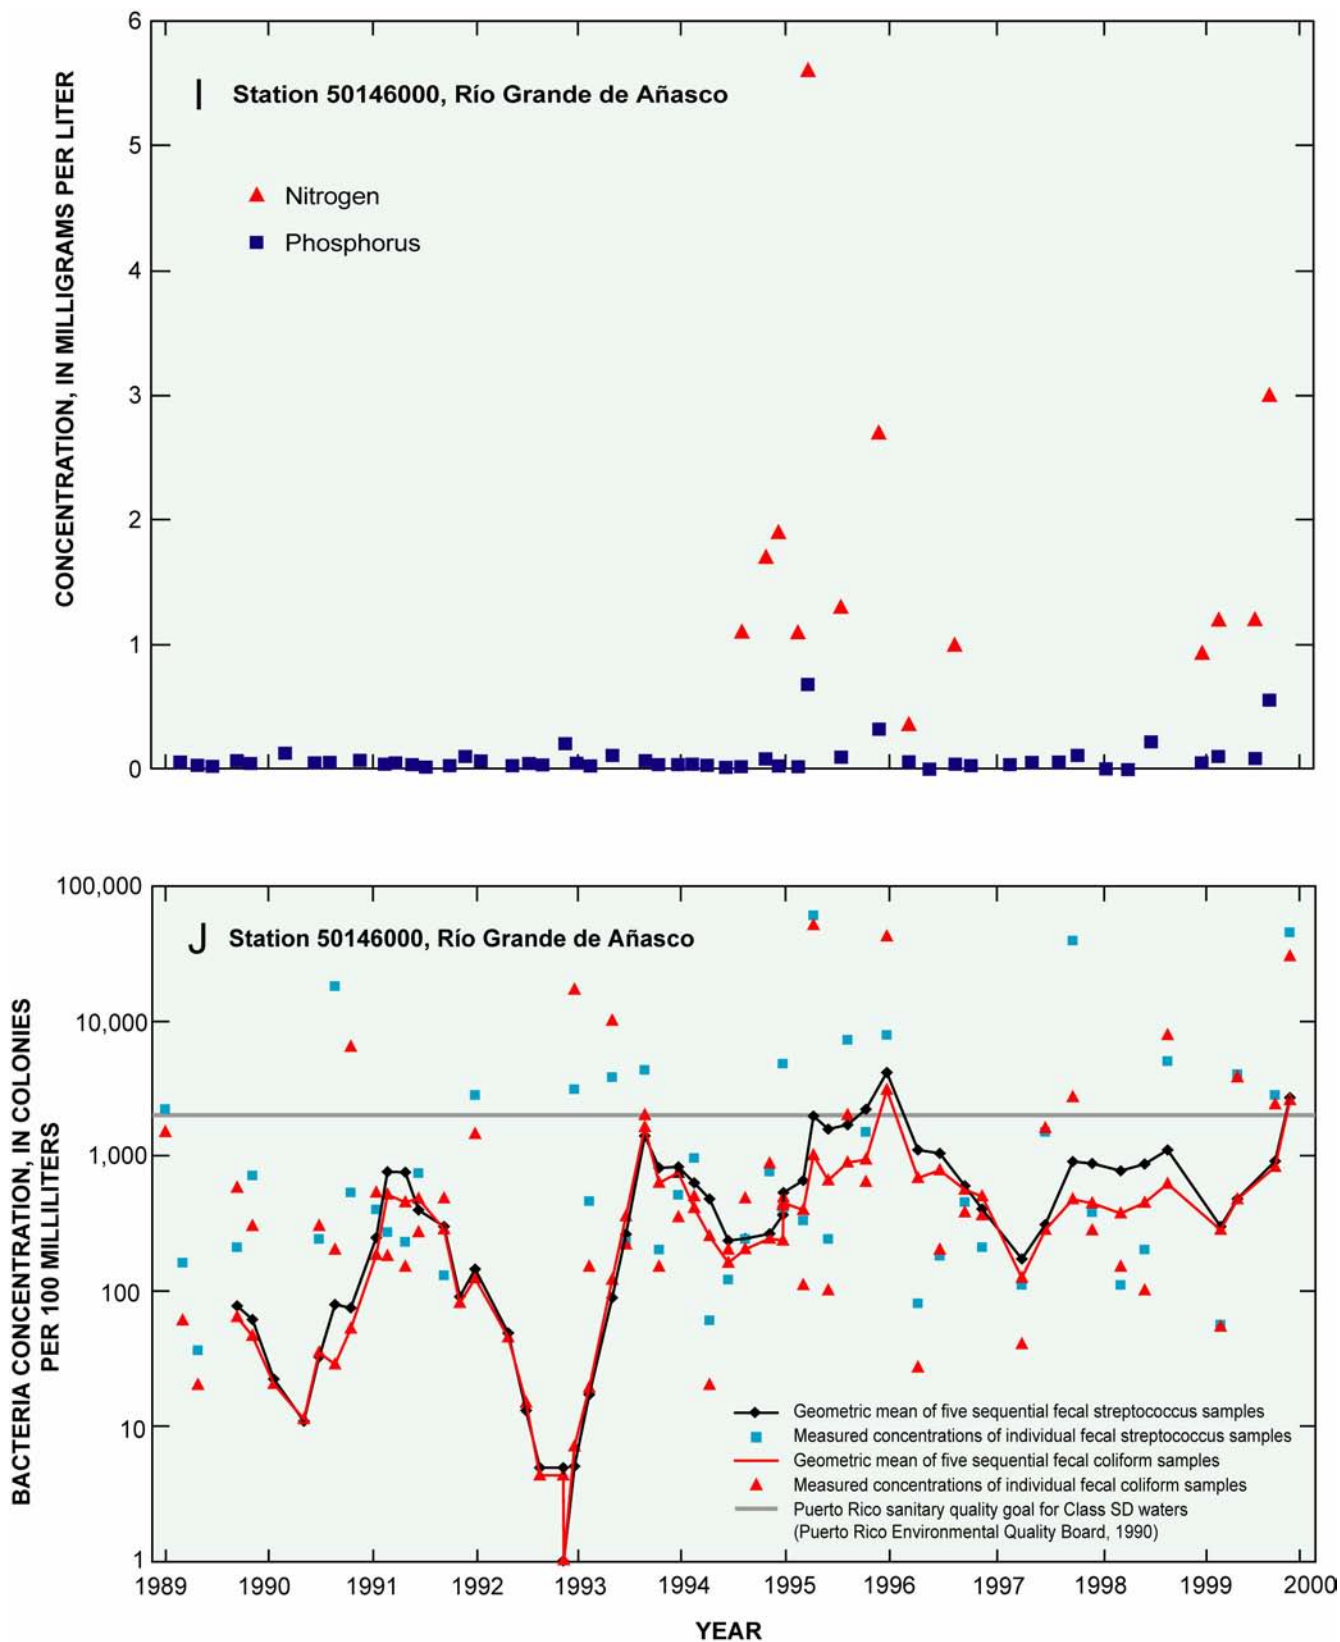 CONCENTRATION, IN MILLIGRAMS PER LITER
6
5
4
3
2
1
0
I Station 50146000, Río Grande de Añasco
Nitrogen
Phosphorus
BACTERIA CONCENTRATION, IN COLONIES
PER 100 MILLILITERS
100,000
10,000
1,000
100
10
1
J Station 50146000, Río Grande de Añasco
Geometric mean of five sequential fecal streptococcus samples
Measured concentrations of individual fecal streptococcus samples
Geometric mean of five sequential fecal coliform samples
Measured concentrations of individual fecal coliform samples
Puerto Rico sanitary quality goal for Class SD waters
(Puerto Rico Environmental Quality Board, 1990)
1989 1990 1991 1992 1993 1994 1995 1996 1997 1998 1999 2000
YEAR